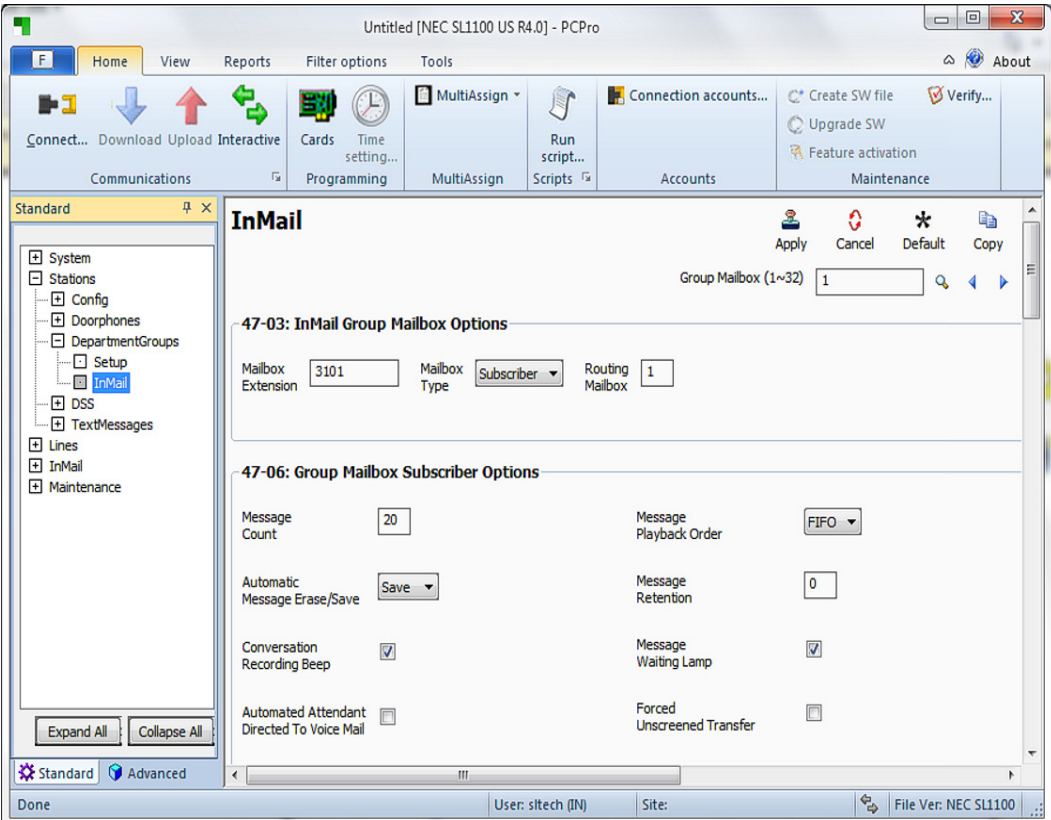 Untitled [NEC SL1100 US R4.0] - PCPro
F Home View Reports Filter options Tools About
Connect... Download Upload Interactive
Communications
Cards Time setting...
Programming
MultiAssign
MultiAssign
Run script...
Scripts
Connection accounts...
Accounts
Create SW file Verify...
Upgrade SW
Feature activation
Maintenance
Standard
System
Stations
Config
Doorphones
DepartmentGroups
Setup
InMail
DSS
TextMessages
Lines
InMail
Maintenance
Expand All Collapse All
Standard Advanced
InMail
Apply Cancel Default Copy
Group Mailbox (1~32) 1
47-03: InMail Group Mailbox Options
Mailbox Extension 3101 Mailbox Type Subscriber Routing Mailbox 1
47-06: Group Mailbox Subscriber Options
Message Count 20 Message Playback Order FIFO
Automatic Message Erase/Save Save Message Retention 0
Conversation Recording Beep Message Waiting Lamp
Automated Attendant Directed To Voice Mail Forced Unscreened Transfer
Done User: sltech (IN) Site: File Ver: NEC SL1100